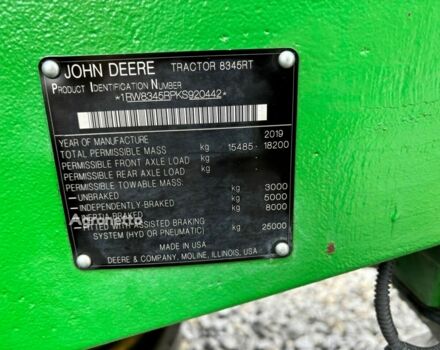 JOHN DEERE TRACTOR 8345RT
PRODUCT IDENTIFICATION NUMBER
*1RW8345RPKS920442*
YEAR OF MANUFACTURE 2019
TOTAL PERMISSIBLE MASS kg 15485 - 18200
PERMISSIBLE FRONT AXLE LOAD kg
PERMISSIBLE REAR AXLE LOAD kg
PERMISSIBLE TOWABLE MASS:
—UNBRAKED kg 3000
—INDEPENDENTLY-BRAKED kg 5000
—INERTIA BRAKED kg 8000
—FITTED WITH ASSISTED BRAKING
SYSTEM (HYD OR PNEUMATIC) kg 25000
MADE IN USA
DEERE & COMPANY, MOLINE, ILLINOIS, USA
Agronetto